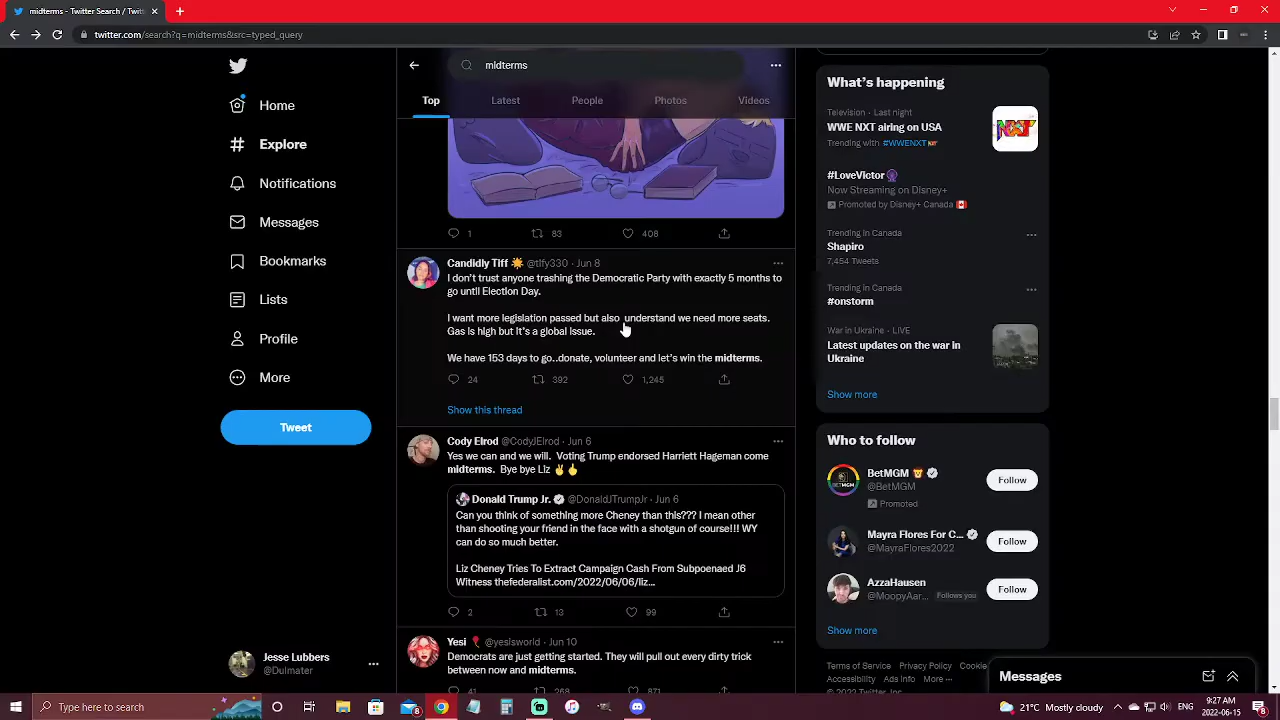 midterms - Twitter Search / Twitter
twitter.com/search?q=midterms&src=typed_query
Home
Explore
Notifications
Messages
Bookmarks
Lists
Profile
More
Tweet
Jesse Lubbers
@Dulmater
midterms
Top Latest People Photos Videos
1 83 408
Candidly Tiff @tify330 · Jun 8
I don't trust anyone trashing the Democratic Party with exactly 5 months to
go until Election Day.
I want more legislation passed but also understand we need more seats.
Gas is high but it's a global issue.
We have 153 days to go..donate, volunteer and let's win the midterms.
24 392 1,245
Show this thread
Cody Elrod @CodyJElrod · Jun 6
Yes we can and we will. Voting Trump endorsed Harriett Hageman come
midterms. Bye bye Liz
Donald Trump Jr. @DonaldJTrumpJr · Jun 6
Can you think of something more Cheney than this??? I mean other
than shooting your friend in the face with a shotgun of course!!! WY
can do so much better.
Liz Cheney Tries To Extract Campaign Cash From Subpoenaed J6
Witness thefederalist.com/2022/06/06/liz...
2 13 99
Yesi @yesisworld · Jun 10
Democrats are just getting started. They will pull out every dirty trick
between now and midterms.
41 268 871
What's happening
Television · Last night
WWE NXT airing on USA
Trending with #WWENXT
NXT
#LoveVictor
Now Streaming on Disney+
Promoted by Disney+ Canada
Trending in Canada
Shapiro
7,454 Tweets
Trending in Canada
#onstorm
War in Ukraine · LIVE
Latest updates on the war in
Ukraine
Show more
Who to follow
BetMGM
@BetMGM
Promoted
Follow
Mayra Flores For C...
@MayraFlores2022
Follow
AzzaHausen
@MoopyAar... Follows you
Follow
Show more
Terms of Service Privacy Policy Cookie
Accessibility Ads Info More ...
© 2022 Twitter, Inc.
Messages
Type here to search
8
21°C Mostly cloudy
9:27 AM
2022-06-15
8